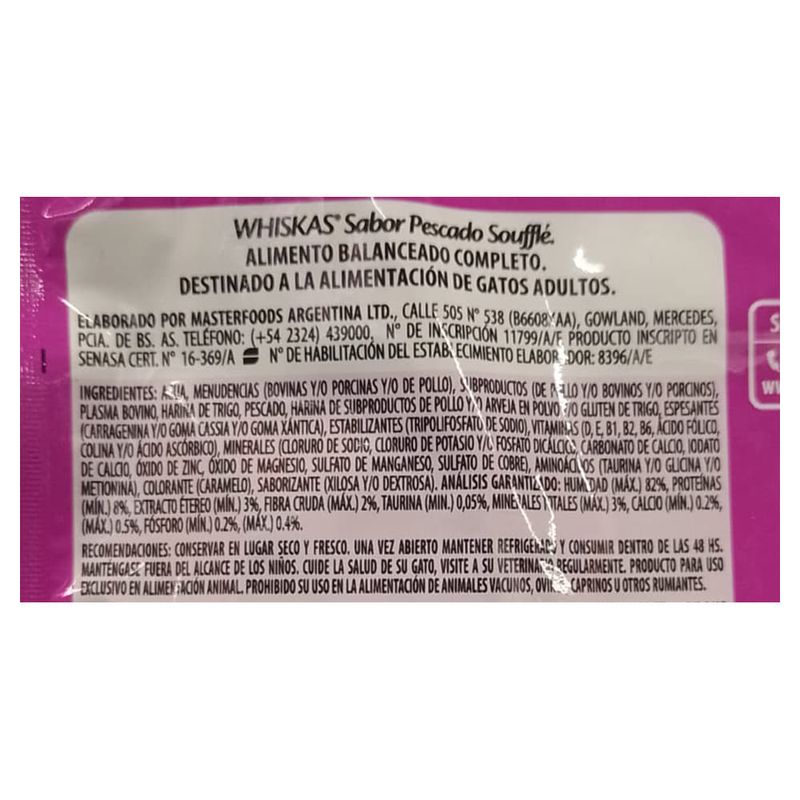 WHISKAS® Sabor Pescado Soufflé.
ALIMENTO BALANCEADO COMPLETO.
DESTINADO A LA ALIMENTACIÓN DE GATOS ADULTOS.
ELABORADO POR MASTERFOODS ARGENTINA LTD., CALLE 505 N° 538 (B6608YAA), GOWLAND, MERCEDES,
PCIA. DE BS. AS. TELÉFONO: (+54 2324) 439000, N° DE INSCRIPCIÓN 11799/A/E PRODUCTO INSCRIPTO EN
SENASA CERT. N° 16-369/A N° DE HABILITACIÓN DEL ESTABLECIMIENTO ELABORADOR: 8396/A/E
INGREDIENTES: AGUA, MENUDENCIAS (BOVINAS Y/O PORCINAS Y/O DE POLLO), SUBPRODUCTOS (DE POLLO Y/O BOVINOS Y/O PORCINOS),
PLASMA BOVINO, HARINA DE TRIGO, PESCADO, HARINA DE SUBPRODUCTOS DE POLLO Y/O ARVEJA EN POLVO Y/O GLUTEN DE TRIGO, ESPESANTES
(CARRAGENINA Y/O GOMA CASSIA Y/O GOMA XÁNTICA), ESTABILIZANTES (TRIPOLIFOSFATO DE SODIO), VITAMINAS (D, E, B1, B2, B6, ÁCIDO FÓLICO,
COLINA Y/O ÁCIDO ASCÓRBICO), MINERALES (CLORURO DE SODIO, CLORURO DE POTASIO Y/O FOSFATO DICÁLCICO, CARBONATO DE CALCIO, IODATO
DE CALCIO, ÓXIDO DE ZINC, ÓXIDO DE MAGNESIO, SULFATO DE MANGANESO, SULFATO DE COBRE), AMINOÁCIDOS (TAURINA Y/O GLICINA Y/O
METIONINA), COLORANTE (CARAMELO), SABORIZANTE (XILOSA Y/O DEXTROSA). ANÁLISIS GARANTIZADO: HUMEDAD (MÁX.) 82%, PROTEÍNAS
(MÍN.) 8%, EXTRACTO ETÉREO (MÍN.) 3%, FIBRA CRUDA (MÁX.) 2%, TAURINA (MIN.) 0,05%, MINERALES TOTALES (MÁX.) 3%, CALCIO (MÍN.) 0.2%,
(MÁX.) 0.5%, FÓSFORO (MÍN.) 0.2%, (MÁX.) 0.4%.
RECOMENDACIONES: CONSERVAR EN LUGAR SECO Y FRESCO. UNA VEZ ABIERTO MANTENER REFRIGERADO Y CONSUMIR DENTRO DE LAS 48 HS.
MANTÉNGASE FUERA DEL ALCANCE DE LOS NIÑOS. CUIDE LA SALUD DE SU GATO, VISITE A SU VETERINARIO REGULARMENTE. PRODUCTO PARA USO
EXCLUSIVO EN ALIMENTACIÓN ANIMAL. PROHIBIDO SU USO EN LA ALIMENTACIÓN DE ANIMALES VACUNOS, OVINOS, CAPRINOS U OTROS RUMIANTES.